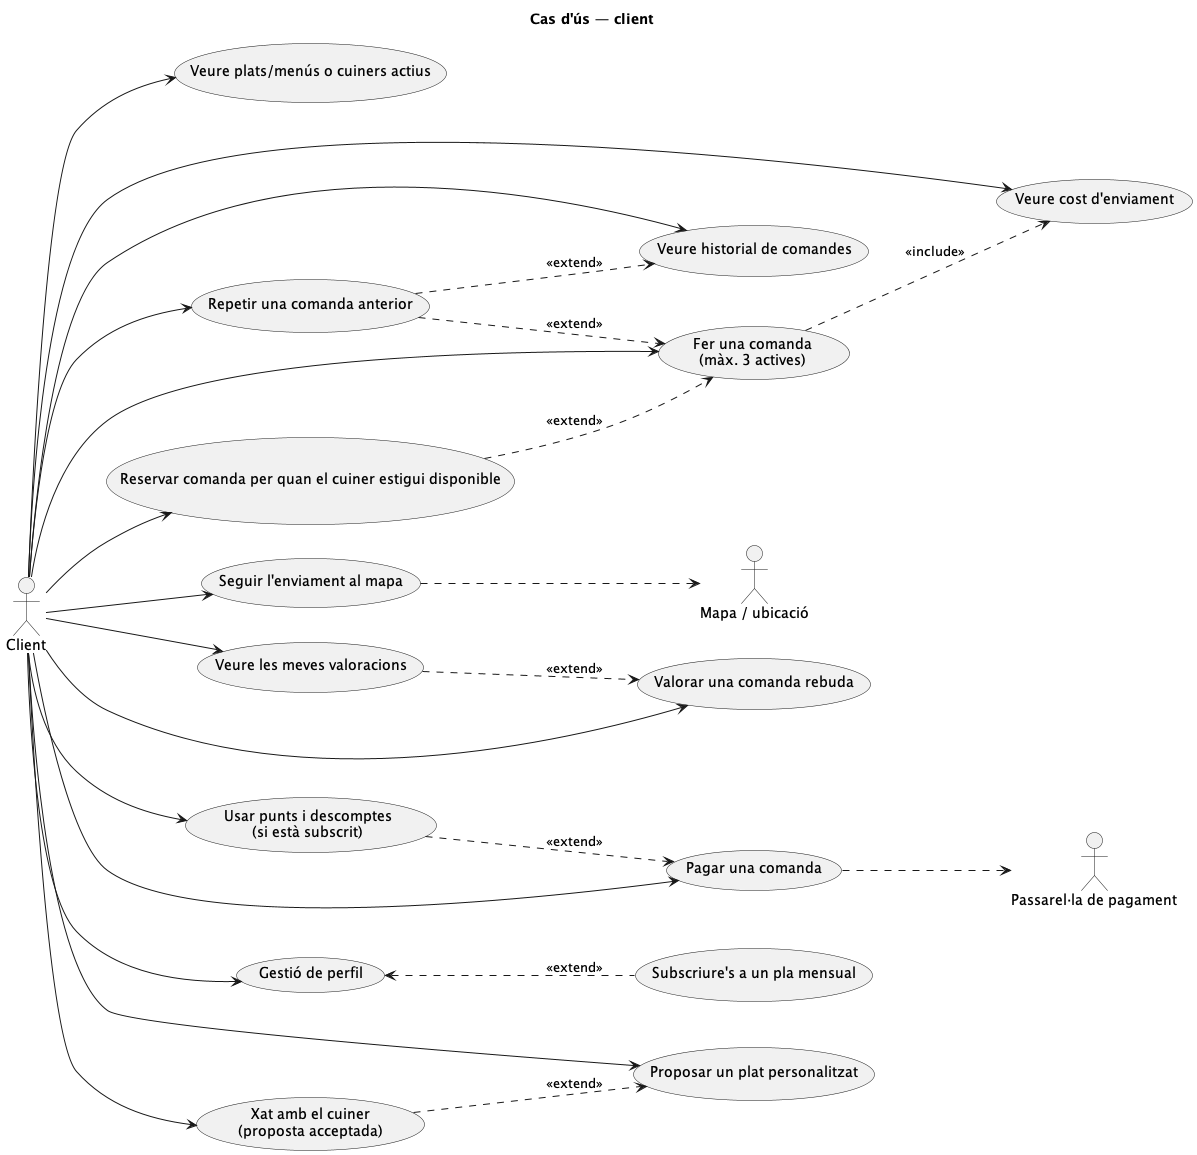 Cas d'ús — client
Veure plats/menús o cuiners actius
Veure cost d'enviament
«include»
Veure historial de comandes
«extend»
Repetir una comanda anterior
«extend»
Fer una comanda
(màx. 3 actives)
«extend»
Reservar comanda per quan el cuiner estigui disponible
Seguir l'enviament al mapa
Mapa / ubicació
Client
Veure les meves valoracions
«extend»
Valorar una comanda rebuda
Usar punts i descomptes
(si està subscrit)
«extend»
Pagar una comanda
Passarel·la de pagament
Gestió de perfil
«extend»
Subscriure's a un pla mensual
Proposar un plat personalitzat
«extend»
Xat amb el cuiner
(proposta acceptada)